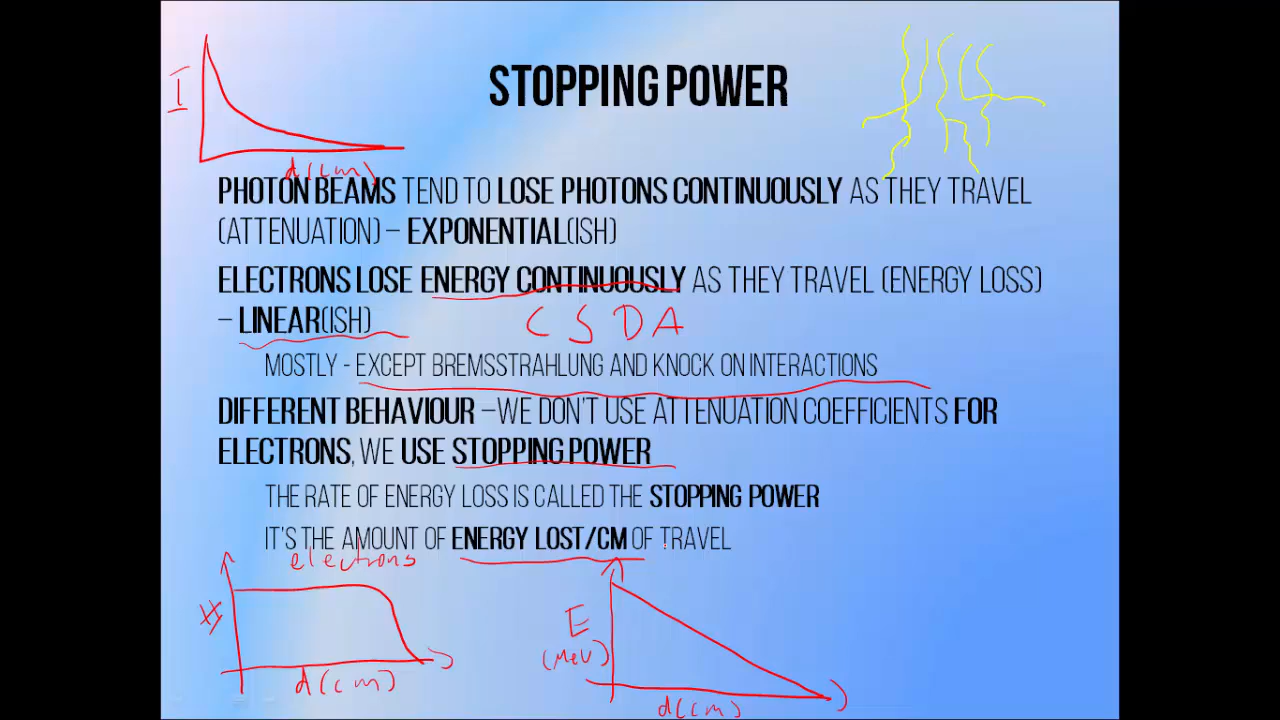 STOPPING POWER
I
d(cm)
PHOTON BEAMS TEND TO LOSE PHOTONS CONTINUOUSLY AS THEY TRAVEL
(ATTENUATION) – EXPONENTIAL(ISH)
ELECTRONS LOSE ENERGY CONTINUOUSLY AS THEY TRAVEL (ENERGY LOSS)
– LINEAR(ISH)
CSDA
MOSTLY - EXCEPT BREMSSTRAHLUNG AND KNOCK ON INTERACTIONS
DIFFERENT BEHAVIOUR –WE DON'T USE ATTENUATION COEFFICIENTS FOR
ELECTRONS, WE USE STOPPING POWER
THE RATE OF ENERGY LOSS IS CALLED THE STOPPING POWER
IT'S THE AMOUNT OF ENERGY LOST/CM OF TRAVEL
electrons
#
d(cm)
E
(MeV)
d(cm)